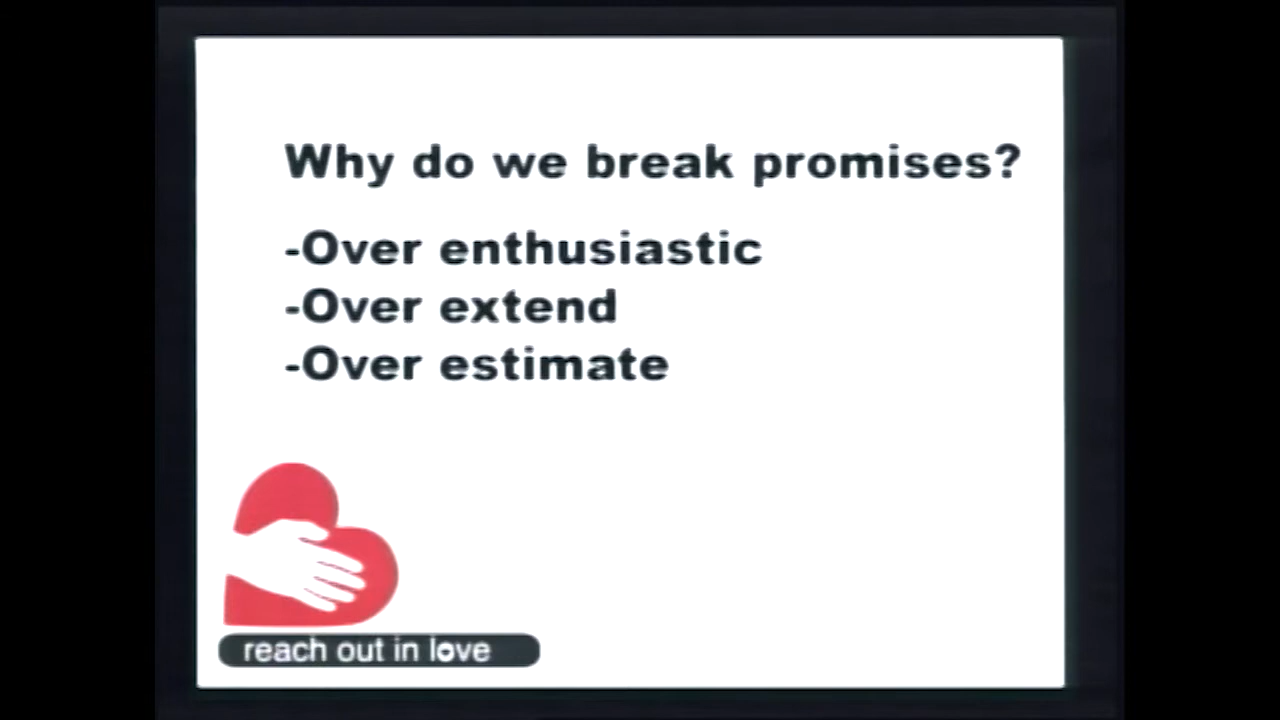 Why do we break promises?
-Over enthusiastic
-Over extend
-Over estimate
reach out in love